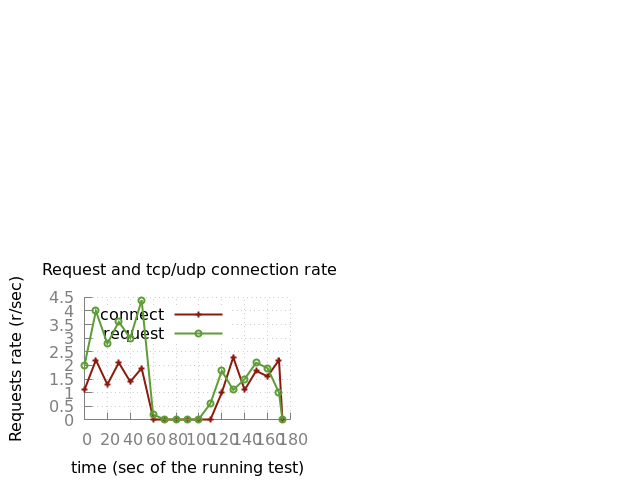 Request and tcp/udp connection rate
Requests rate (r/sec)
4.5
4
3.5
3
2.5
2
1.5
1
0.5
0
connect
request
0 20 40 60 80 100 120 140 160 180
time (sec of the running test)